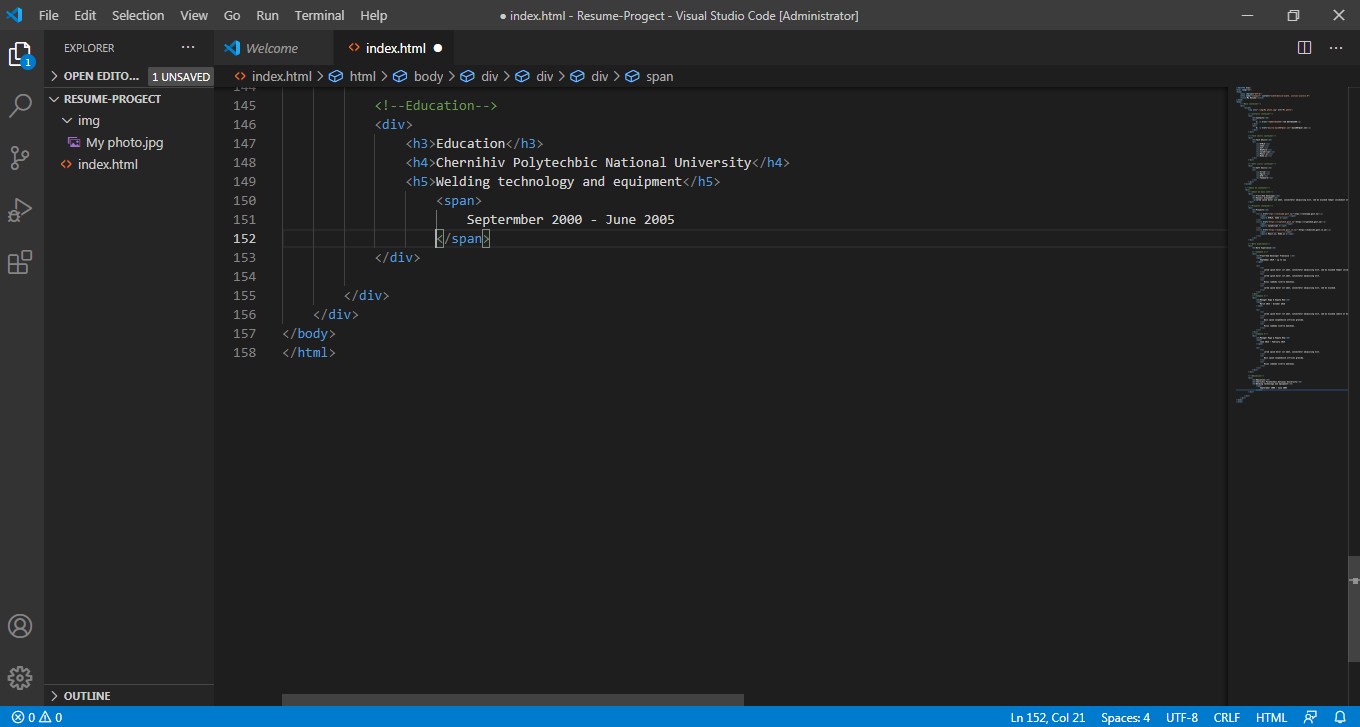 File Edit Selection View Go Run Terminal Help
● index.html - Resume-Progect - Visual Studio Code [Administrator]
1
EXPLORER
OPEN EDITO... 1 UNSAVED
RESUME-PROGECT
img
My photo.jpg
index.html
OUTLINE
Welcome
index.html
index.html > html > body > div > div > div > span
144
145 <!--Education-->
146 <div>
147 <h3>Education</h3>
148 <h4>Chernihiv Polytechbic National University</h4>
149 <h5>Welding technology and equipment</h5>
150 <span>
151 Septermber 2000 - June 2005
152 </span>
153 </div>
154
155 </div>
156 </div>
157 </body>
158 </html>
0 0
Ln 152, Col 21 Spaces: 4 UTF-8 CRLF HTML